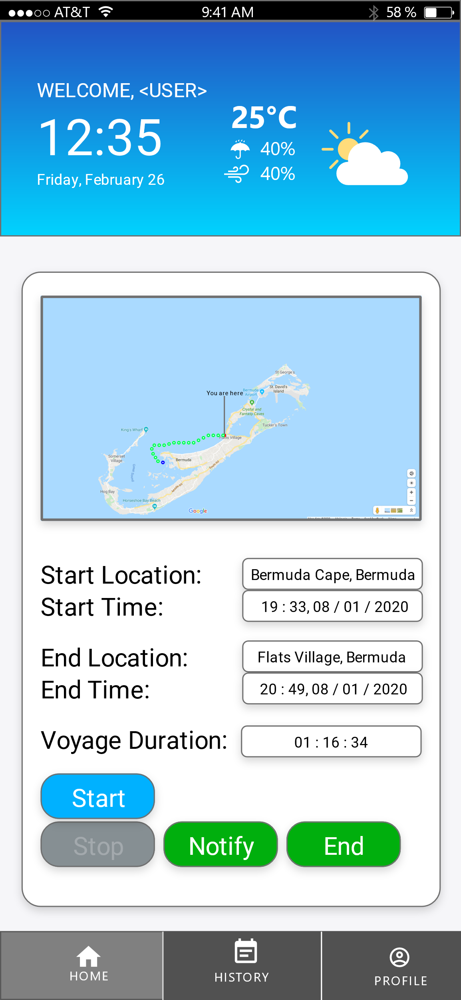 AT&T 9:41 AM 58 %
WELCOME, <USER>
12:35
Friday, February 26
25°C
40%
40%
St George's
St. David's
Island
You are here
Bermuda
Airport
Crystal and
Fantasy Caves
Tucker's Town
King's Wharf
Flatts Village
Somerset
Village
Bermuda
Great Sound
South Rd
Middle Rd
Hog Bay
Horseshoe Bay Beach
Google
Start Location: Bermuda Cape, Bermuda
Start Time: 19 : 33, 08 / 01 / 2020
End Location: Flats Village, Bermuda
End Time: 20 : 49, 08 / 01 / 2020
Voyage Duration: 01 : 16 : 34
Start
Stop Notify End
HOME HISTORY PROFILE